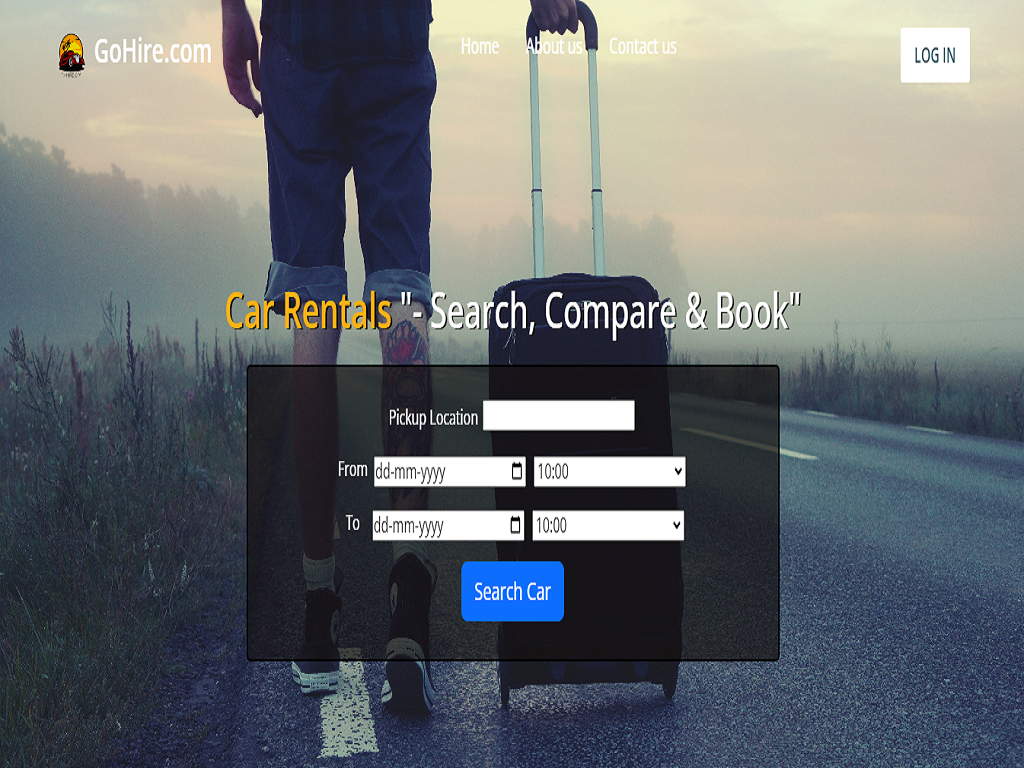 GoHire.com
Home About us Contact us
LOG IN
Car Rentals "- Search, Compare & Book"
Pickup Location
From dd-mm-yyyy 10:00
To dd-mm-yyyy 10:00
Search Car